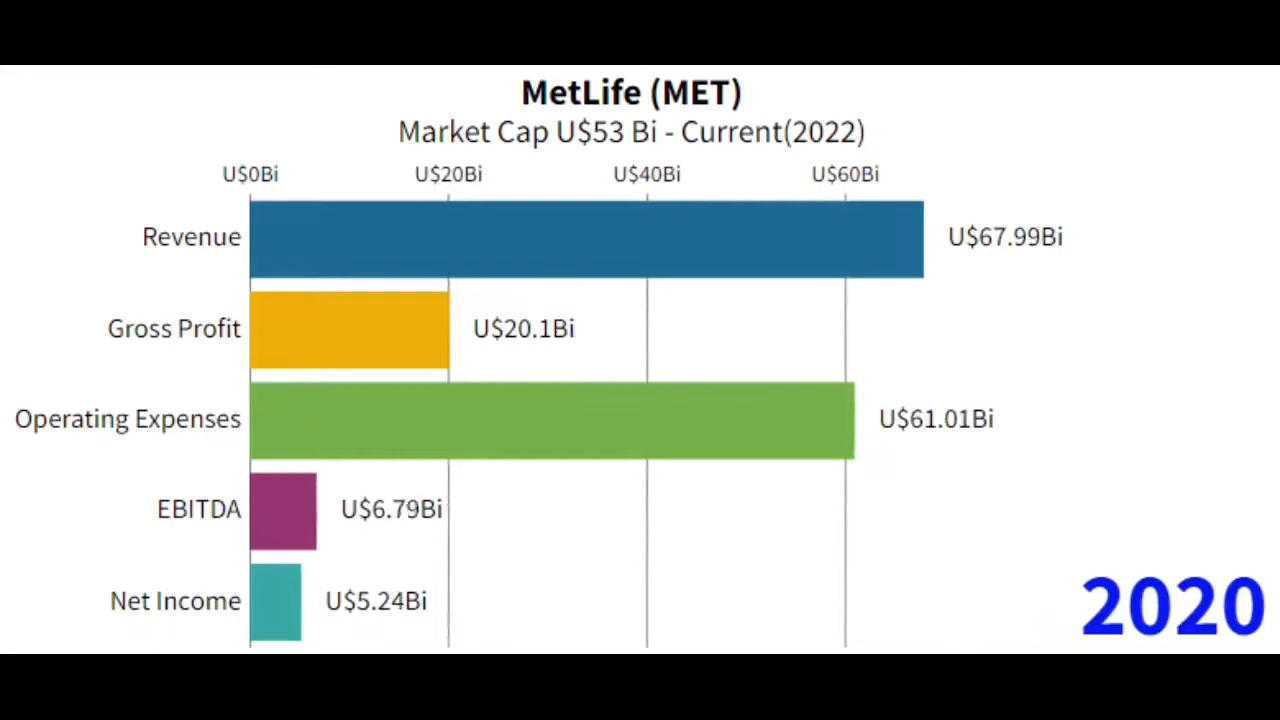 MetLife (MET)
Market Cap U$53 Bi - Current(2022)
U$0Bi U$20Bi U$40Bi U$60Bi
Revenue U$67.99Bi
Gross Profit U$20.1Bi
Operating Expenses U$61.01Bi
EBITDA U$6.79Bi
Net Income U$5.24Bi
2020